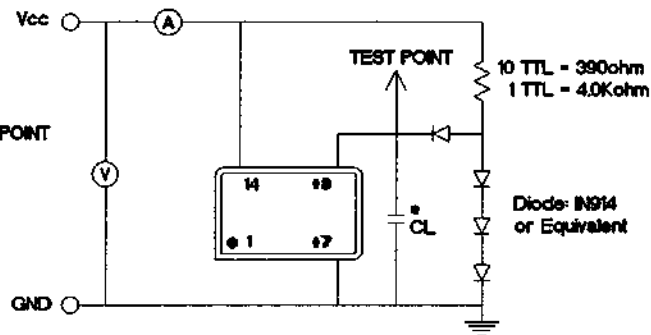 Vcc
A
TEST POINT
10 TTL = 390ohm
1 TTL = 4.0Kohm
POINT
V
14
8
1
7
*
CL
Diode: IN914
or Equivalent
GND